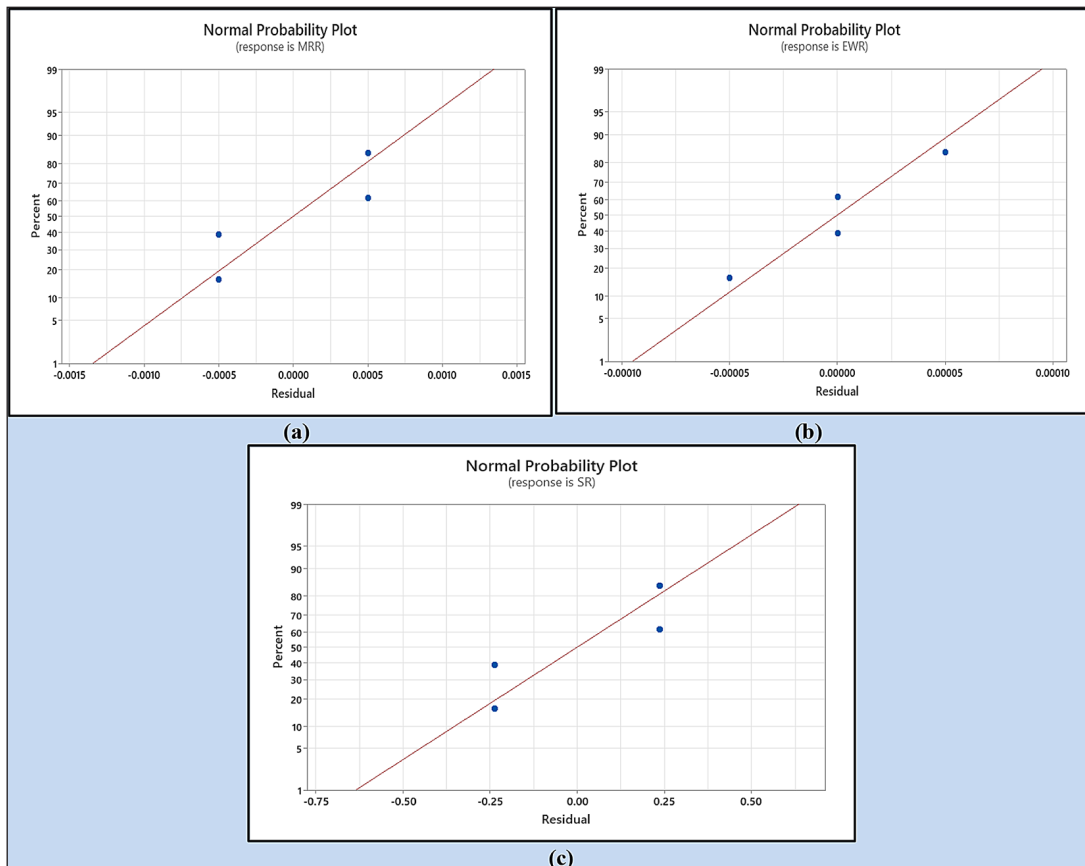 Normal Probability Plot
(response is MRR)
99
95
90
80
70
60
50
40
30
20
10
5
1
Percent
-0.0015 -0.0010 -0.0005 0.0000 0.0005 0.0010 0.0015
Residual
(a)
Normal Probability Plot
(response is EWR)
99
95
90
80
70
60
50
40
30
20
10
5
1
Percent
-0.00010 -0.00005 0.00000 0.00005 0.00010
Residual
(b)
Normal Probability Plot
(response is SR)
99
95
90
80
70
60
50
40
30
20
10
5
1
Percent
-0.75 -0.50 -0.25 0.00 0.25 0.50
Residual
(c)